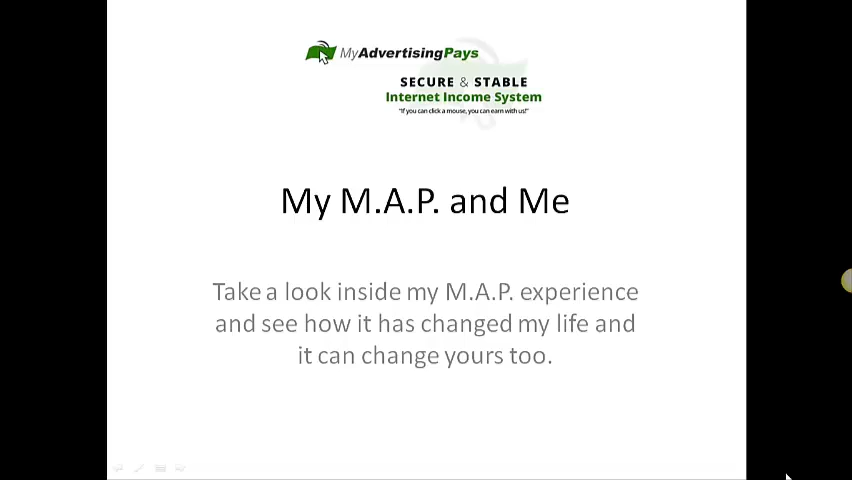 MyAdvertisingPays
SECURE & STABLE
Internet Income System
"If you can click a mouse, you can earn with us!"
My M.A.P. and Me
Take a look inside my M.A.P. experience
and see how it has changed my life and
it can change yours too.